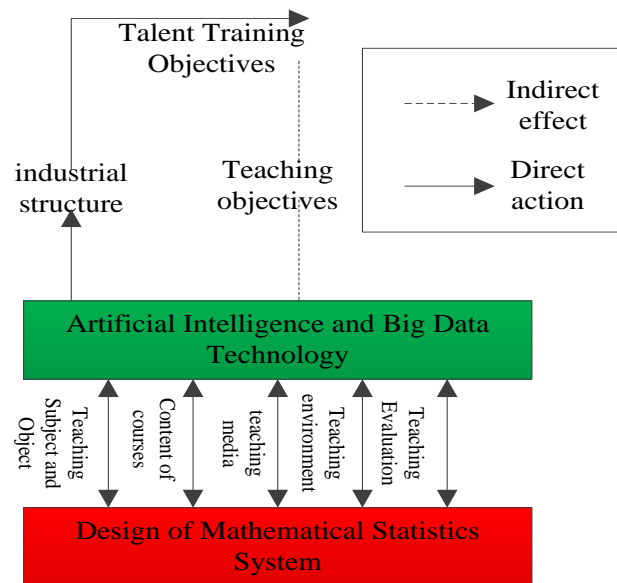 Talent Training
Objectives
Indirect
effect
industrial
structure
Teaching
objectives
Direct
action
Artificial Intelligence and Big Data
Technology
Teaching
Subject and
Object
Content of
courses
teaching
media
Teaching
environment
Teaching
Evaluation
Design of Mathematical Statistics
System